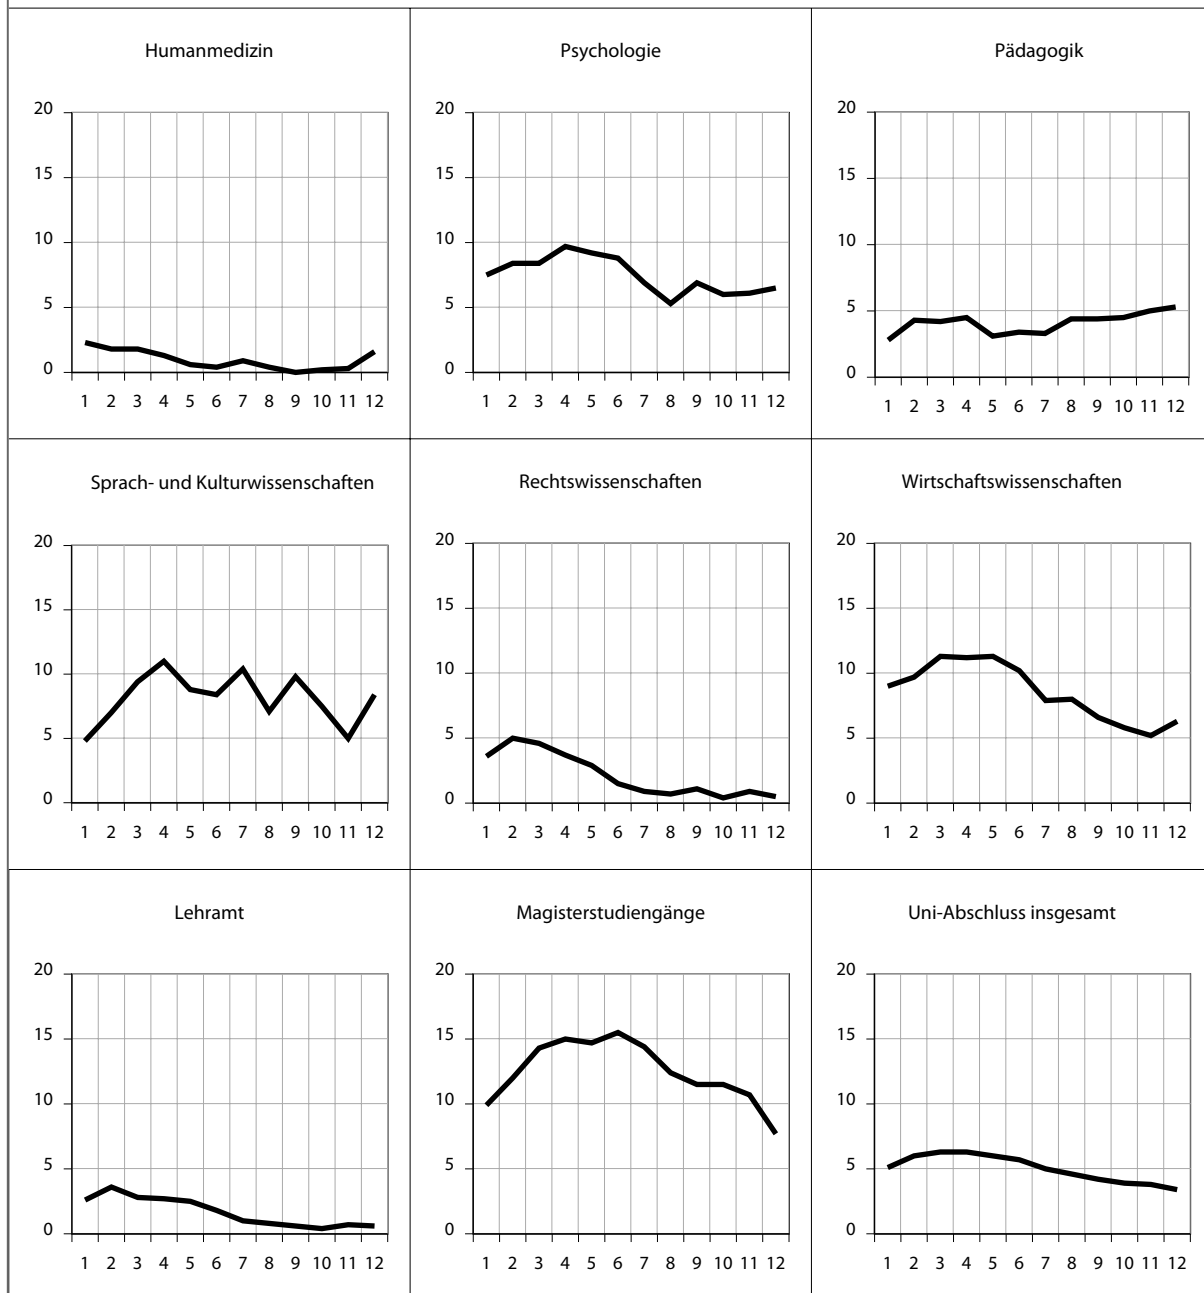 Humanmedizin
Psychologie
Pädagogik
20
15
10
5
0
1 2 3 4 5 6 7 8 9 10 11 12
20
15
10
5
0
1 2 3 4 5 6 7 8 9 10 11 12
20
15
10
5
0
1 2 3 4 5 6 7 8 9 10 11 12
Sprach- und Kulturwissenschaften
Rechtswissenschaften
Wirtschaftswissenschaften
20
15
10
5
0
1 2 3 4 5 6 7 8 9 10 11 12
20
15
10
5
0
1 2 3 4 5 6 7 8 9 10 11 12
20
15
10
5
0
1 2 3 4 5 6 7 8 9 10 11 12
Lehramt
Magisterstudiengänge
Uni-Abschluss insgesamt
20
15
10
5
0
1 2 3 4 5 6 7 8 9 10 11 12
20
15
10
5
0
1 2 3 4 5 6 7 8 9 10 11 12
20
15
10
5
0
1 2 3 4 5 6 7 8 9 10 11 12